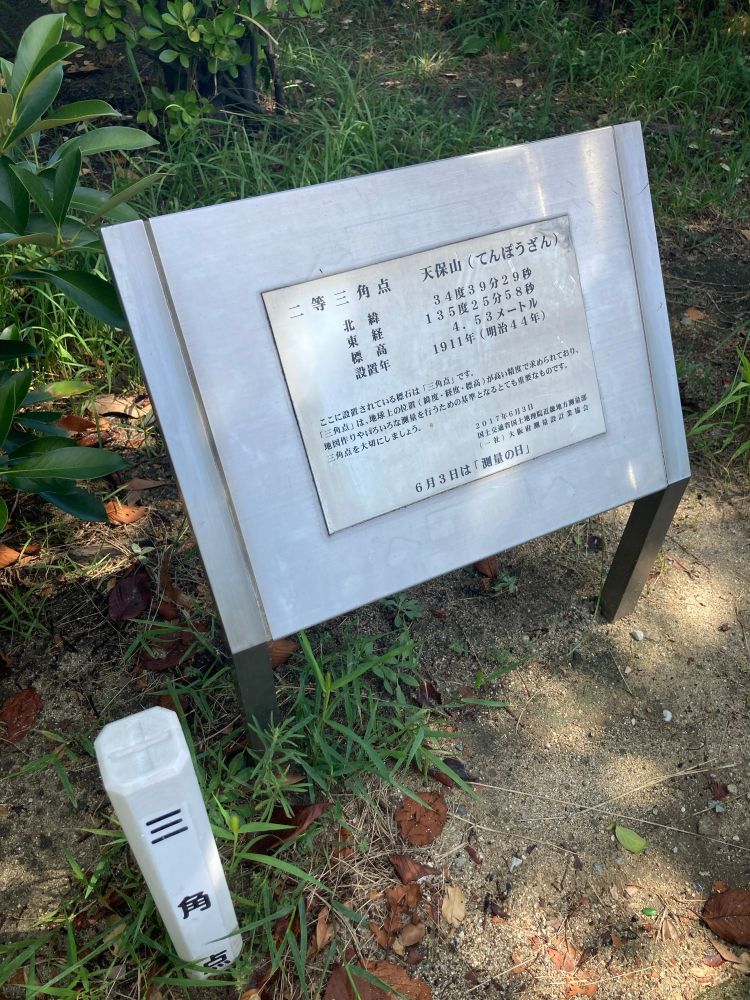 二等三角点 天保山(てんぽうざん)
北緯 34度39分29秒
東経 135度25分58秒
標高 4.53メートル
設置年 1911年(明治44年)
ここに設置されている標石は「三角点」です。
「三角点」は、地球上の位置(緯度・経度・標高)が高い精度で求められており、
地図作りやいろいろな測量を行うための基準となるとても重要なものです。
三角点を大切にしましょう。
2017年6月3日
国土交通省国土地理院近畿地方測量部
(一社)大阪府測量設計業協会
6月3日は「測量の日」
三角点